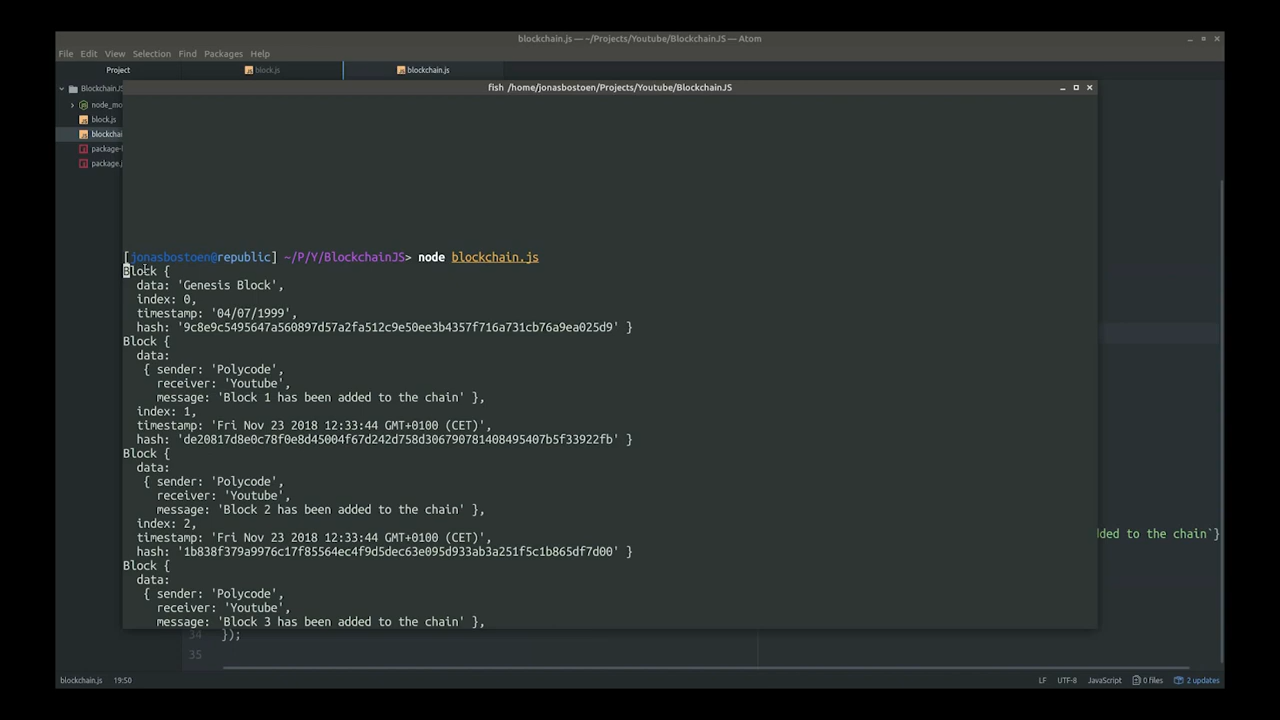 blockchain.js — ~/Projects/Youtube/BlockchainJS — Atom
File Edit View Selection Find Packages Help
Project block.js blockchain.js
BlockchainJS
node_mo
block.js
blockchai
package-
package.j
fish /home/jonasbostoen/Projects/Youtube/BlockchainJS
[jonasbostoen@republic] ~/P/Y/BlockchainJS> node blockchain.js
Block {
data: 'Genesis Block',
index: 0,
timestamp: '04/07/1999',
hash: '9c8e9c5495647a560897d57a2fa512c9e50ee3b4357f716a731cb76a9ea025d9' }
Block {
data:
{ sender: 'Polycode',
receiver: 'Youtube',
message: 'Block 1 has been added to the chain' },
index: 1,
timestamp: 'Fri Nov 23 2018 12:33:44 GMT+0100 (CET)',
hash: 'de20817d8e0c78f0e8d45004f67d242d758d306790781408495407b5f33922fb' }
Block {
data:
{ sender: 'Polycode',
receiver: 'Youtube',
message: 'Block 2 has been added to the chain' },
index: 2,
timestamp: 'Fri Nov 23 2018 12:33:44 GMT+0100 (CET)',
hash: '1b838f379a9976c17f85564ec4f9d5dec63e095d933ab3a251f5c1b865df7d00' }
Block {
data:
{ sender: 'Polycode',
receiver: 'Youtube',
message: 'Block 3 has been added to the chain' },
dded to the chain`}
34 });
35
blockchain.js 19:50 LF UTF-8 JavaScript 0 files 2 updates